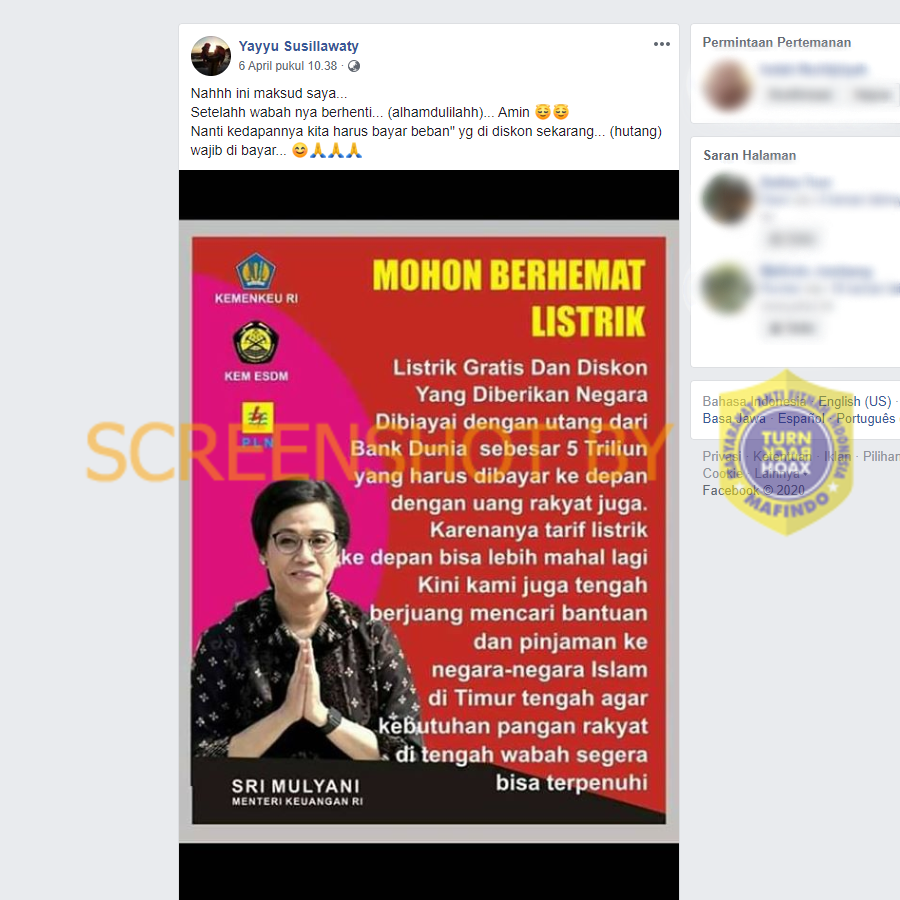 Yayyu Susillawaty
6 April pukul 10.38 ·
Nahhh ini maksud saya...
Setelahh wabah nya berhenti... (alhamdulilahh)... Amin 😌😌
Nanti kedapannya kita harus bayar beban" yg di diskon sekarang... (hutang)
wajib di bayar... 😊🙏🙏🙏
KEMENKEU RI
KEM ESDM
PLN
MOHON BERHEMAT
LISTRIK
Listrik Gratis Dan Diskon
Yang Diberikan Negara
Dibiayai dengan utang dari
Bank Dunia sebesar 5 Triliun
yang harus dibayar ke depan
dengan uang rakyat juga.
Karenanya tarif listrik
ke depan bisa lebih mahal lagi
Kini kami juga tengah
berjuang mencari bantuan
dan pinjaman ke
negara-negara Islam
di Timur tengah agar
kebutuhan pangan rakyat
di tengah wabah segera
bisa terpenuhi
SRI MULYANI
MENTERI KEUANGAN RI
SCREENSHOT BY
Permintaan Pertemanan
Saran Halaman
Bahasa Indonesia · English (US) ·
Basa Jawa · Español · Português
Privasi · Ketentuan · Iklan · Pilihan
Cookie · Lainnya ·
Facebook © 2020
MASYARAKAT ANTI FITNAH INDONESIA
TURN
BACK
HOAX
MAFINDO